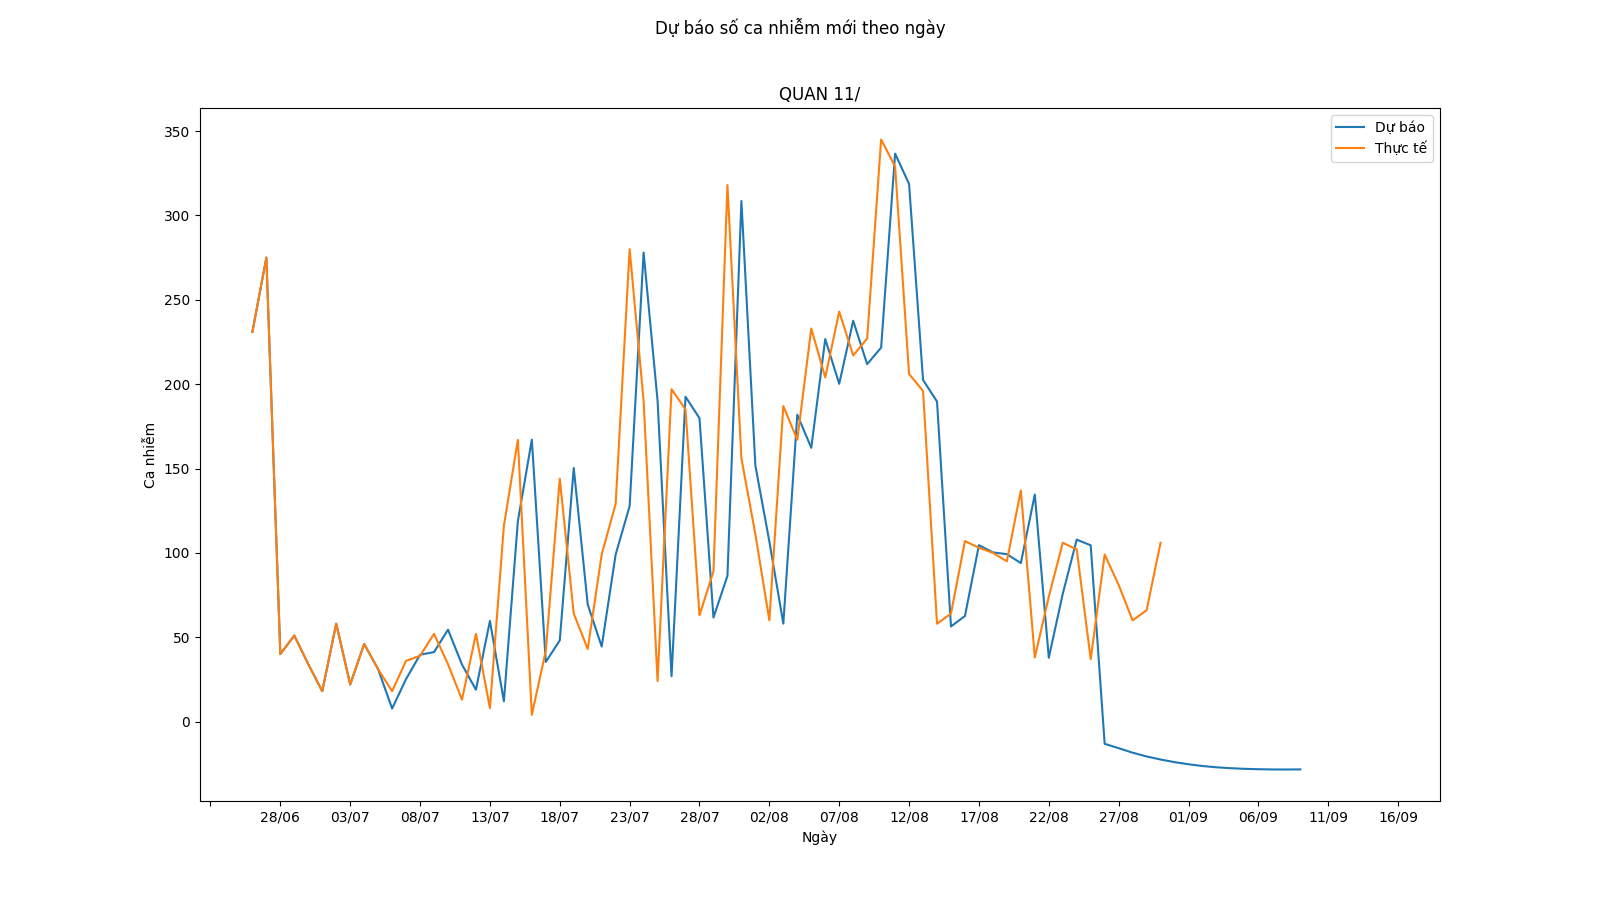 Dự báo số ca nhiễm mới theo ngày
QUAN 11/
Dự báo
Thực tế
350
300
250
200
150
100
50
0
Ca nhiễm
28/06 03/07 08/07 13/07 18/07 23/07 28/07 02/08 07/08 12/08 17/08 22/08 27/08 01/09 06/09 11/09 16/09
Ngày